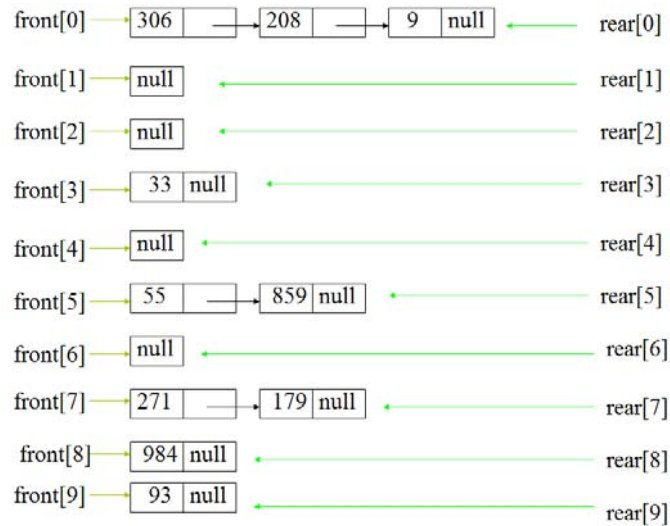 front[0] 306 208 9 null rear[0]
front[1] null rear[1]
front[2] null rear[2]
front[3] 33 null rear[3]
front[4] null rear[4]
front[5] 55 859 null rear[5]
front[6] null rear[6]
front[7] 271 179 null rear[7]
front[8] 984 null rear[8]
front[9] 93 null rear[9]